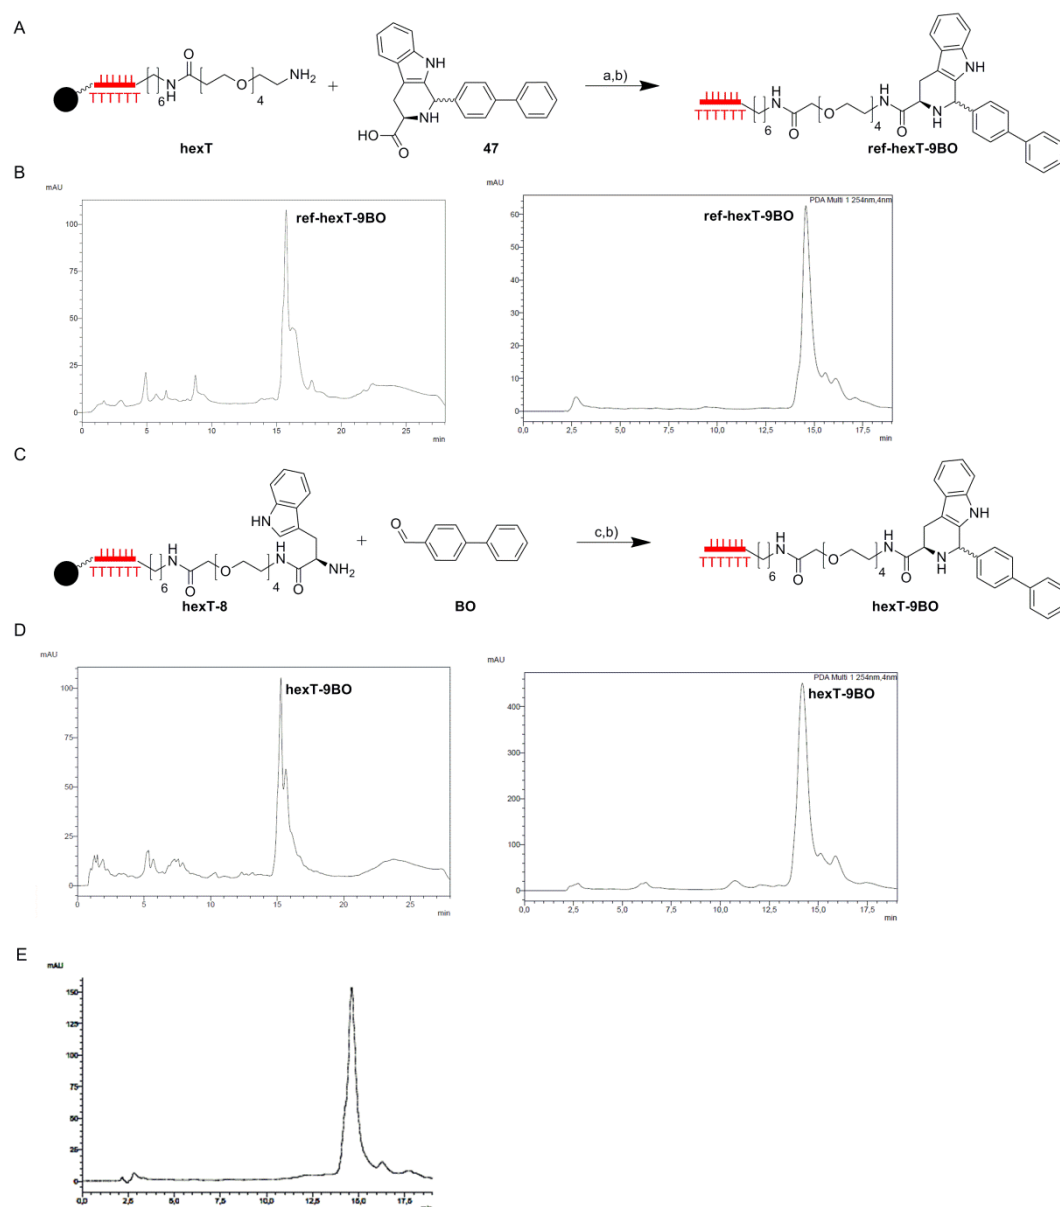 A
O
NH2
N
H
6
O
4
hexT
+
NH
NH
HO
O
47
a,b)
H
N
6
O
O
H
N
4
O
NH
N
H
ref-hexT-9BO
B
mAU
100
75
50
25
0
0 5 10 15 20 25
min
ref-hexT-9BO
mAU
PDA Multi 1 254nm,4nm
60
50
40
30
20
10
0
0,0 2,5 5,0 7,5 10,0 12,5 15,0 17,5
min
ref-hexT-9BO
C
HN
H
N
6
O
O
H
N
4
O
NH2
hexT-8
+
O
BO
c,b)
H
N
6
O
O
H
N
4
O
NH
N
H
hexT-9BO
D
mAU
100
75
50
25
0
0 5 10 15 20 25
min
hexT-9BO
mAU
PDA Multi 1 254nm,4nm
400
300
200
100
0
0,0 2,5 5,0 7,5 10,0 12,5 15,0 17,5
min
hexT-9BO
E
mAU
150
125
100
75
50
25
0
0,0 2,5 5,0 7,5 10,0 12,5 15,0 17,5